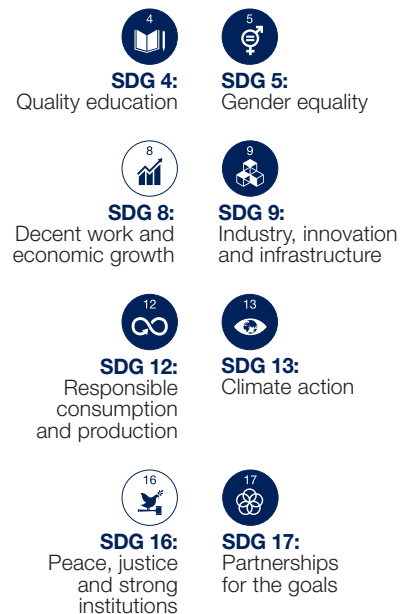 4
SDG 4:
Quality education
5
SDG 5:
Gender equality
8
SDG 8:
Decent work and
economic growth
9
SDG 9:
Industry, innovation
and infrastructure
12
SDG 12:
Responsible
consumption
and production
13
SDG 13:
Climate action
16
SDG 16:
Peace, justice
and strong
institutions
17
SDG 17:
Partnerships
for the goals